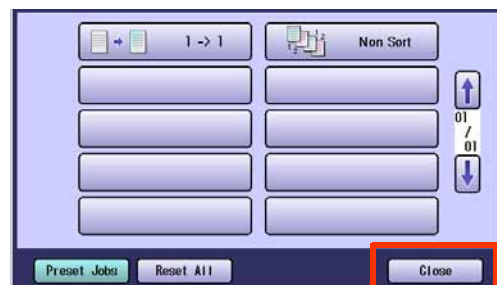 1 -> 1
Non Sort
01
/
01
Preset Jobs
Reset All
Close